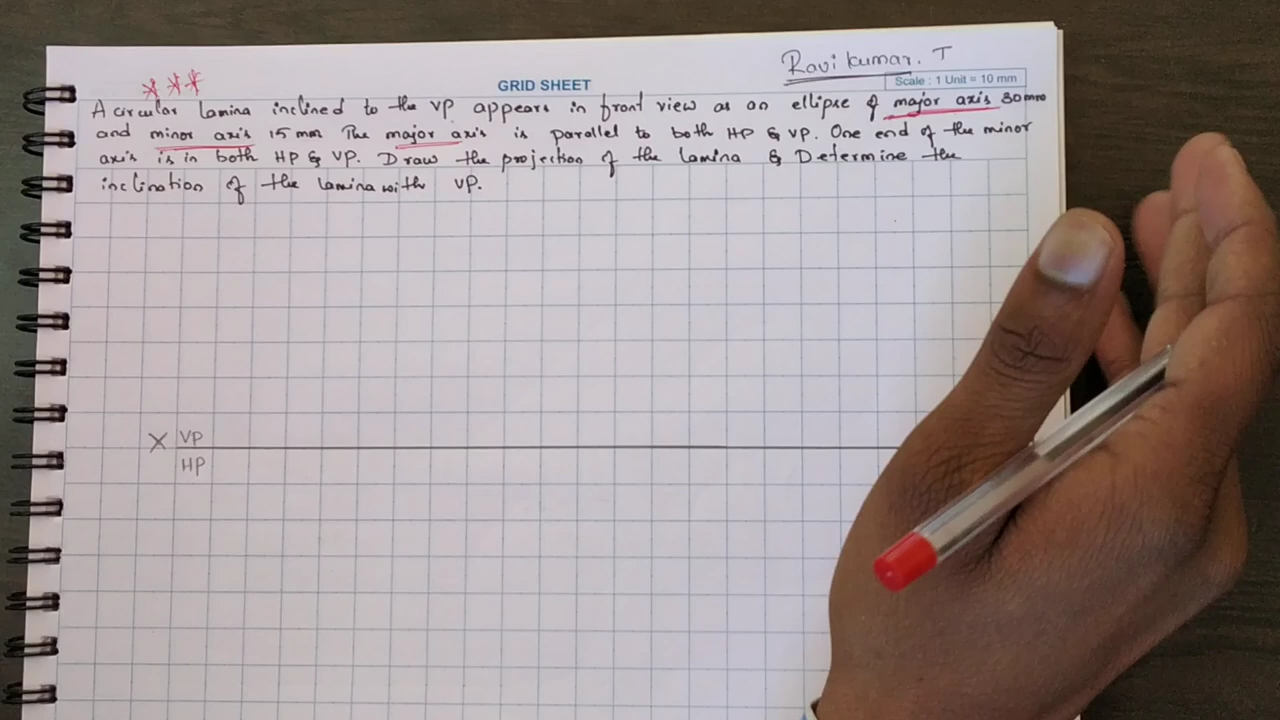 Ravikumar. T
GRID SHEET
Scale : 1 Unit = 10 mm
A circular lamina inclined to the VP appears in front view as an ellipse of major axis 30mm
and minor axis 15 mm The major axis is parallel to both HP & VP. One end of the minor
axis is in both HP & VP. Draw the projection of the lamina & Determine the
inclination of the lamina with VP.
X VP
HP